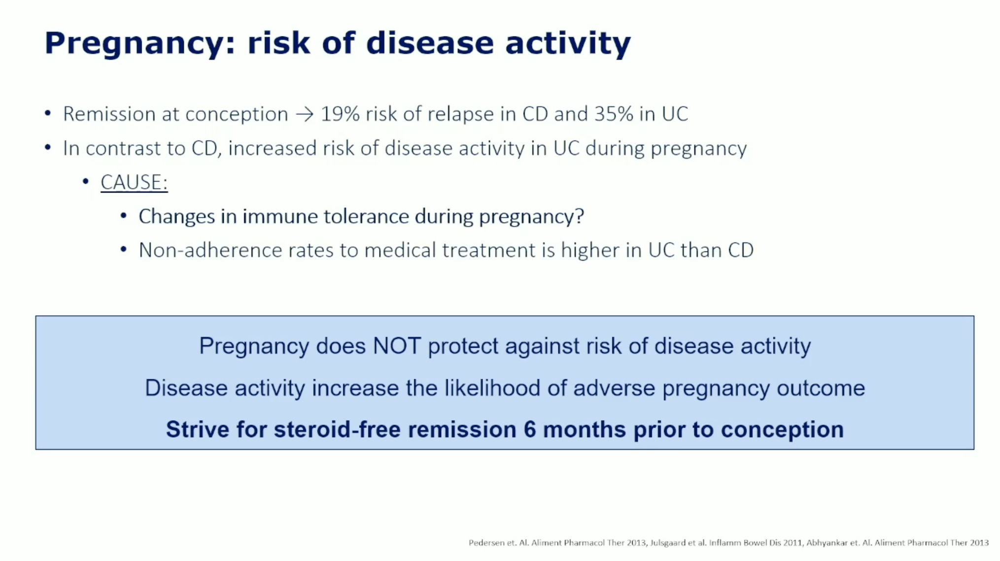 Pregnancy: risk of disease activity
• Remission at conception → 19% risk of relapse in CD and 35% in UC
• In contrast to CD, increased risk of disease activity in UC during pregnancy
• CAUSE:
• Changes in immune tolerance during pregnancy?
• Non-adherence rates to medical treatment is higher in UC than CD
Pregnancy does NOT protect against risk of disease activity
Disease activity increase the likelihood of adverse pregnancy outcome
Strive for steroid-free remission 6 months prior to conception
Pedersen et. Al. Aliment Pharmacol Ther 2013, Julsgaard et al. Inflamm Bowel Dis 2011, Abhyankar et. Al. Aliment Pharmacol Ther 2013